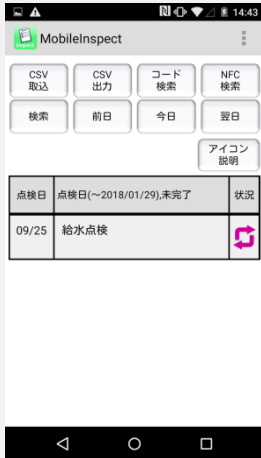 14:43
Inspect
MobileInspect
CSV
取込
CSV
出力
コード
検索
NFC
検索
検索
前日
今日
翌日
アイコン
説明
点検日
点検日(～2018/01/29),未完了
状況
09/25
給水点検